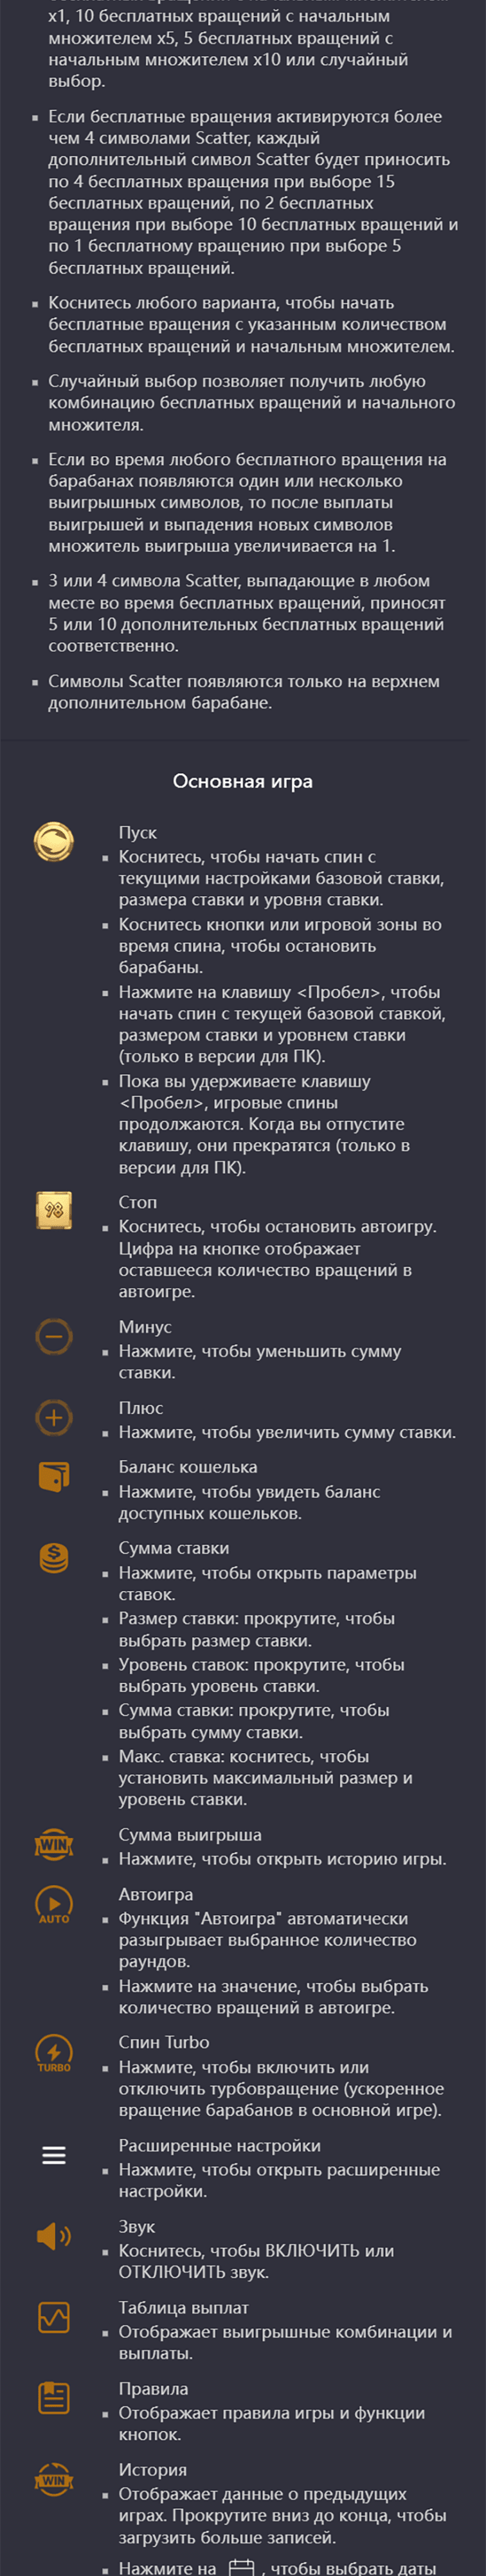 x1, 10 бесплатных вращений с начальным
множителем x5, 5 бесплатных вращений с
начальным множителем x10 или случайный
выбор.
Если бесплатные вращения активируются более
чем 4 символами Scatter, каждый
дополнительный символ Scatter будет приносить
по 4 бесплатных вращения при выборе 15
бесплатных вращений, по 2 бесплатных
вращения при выборе 10 бесплатных вращений и
по 1 бесплатному вращению при выборе 5
бесплатных вращений.
Коснитесь любого варианта, чтобы начать
бесплатные вращения с указанным количеством
бесплатных вращений и начальным множителем.
Случайный выбор позволяет получить любую
комбинацию бесплатных вращений и начального
множителя.
Если во время любого бесплатного вращения на
барабанах появляются один или несколько
выигрышных символов, то после выплаты
выигрышей и выпадения новых символов
множитель выигрыша увеличивается на 1.
3 или 4 символа Scatter, выпадающие в любом
месте во время бесплатных вращений, приносят
5 или 10 дополнительных бесплатных вращений
соответственно.
Символы Scatter появляются только на верхнем
дополнительном барабане.
Основная игра
Пуск
Коснитесь, чтобы начать спин с
текущими настройками базовой ставки,
размера ставки и уровня ставки.
Коснитесь кнопки или игровой зоны во
время спина, чтобы остановить
барабаны.
Нажмите на клавишу <Пробел>, чтобы
начать спин с текущей базовой ставкой,
размером ставки и уровнем ставки
(только в версии для ПК).
Пока вы удерживаете клавишу
<Пробел>, игровые спины
продолжаются. Когда вы отпустите
клавишу, они прекратятся (только в
версии для ПК).
98
Стоп
Коснитесь, чтобы остановить автоигру.
Цифра на кнопке отображает
оставшееся количество вращений в
автоигре.
Минус
Нажмите, чтобы уменьшить сумму
ставки.
Плюс
Нажмите, чтобы увеличить сумму ставки.
Баланс кошелька
Нажмите, чтобы увидеть баланс
доступных кошельков.
Сумма ставки
Нажмите, чтобы открыть параметры
ставок.
Размер ставки: прокрутите, чтобы
выбрать размер ставки.
Уровень ставок: прокрутите, чтобы
выбрать уровень ставки.
Сумма ставки: прокрутите, чтобы
выбрать сумму ставки.
Макс. ставка: коснитесь, чтобы
установить максимальный размер и
уровень ставки.
WIN
Сумма выигрыша
Нажмите, чтобы открыть историю игры.
AUTO
Автоигра
Функция "Автоигра" автоматически
разыгрывает выбранное количество
раундов.
Нажмите на значение, чтобы выбрать
количество вращений в автоигре.
TURBO
Спин Turbo
Нажмите, чтобы включить или
отключить турбовращение (ускоренное
вращение барабанов в основной игре).
Расширенные настройки
Нажмите, чтобы открыть расширенные
настройки.
Звук
Коснитесь, чтобы ВКЛЮЧИТЬ или
ОТКЛЮЧИТЬ звук.
Таблица выплат
Отображает выигрышные комбинации и
выплаты.
Правила
Отображает правила игры и функции
кнопок.
WIN
История
Отображает данные о предыдущих
играх. Прокрутите вниз до конца, чтобы
загрузить больше записей.
Нажмите на , чтобы выбрать даты